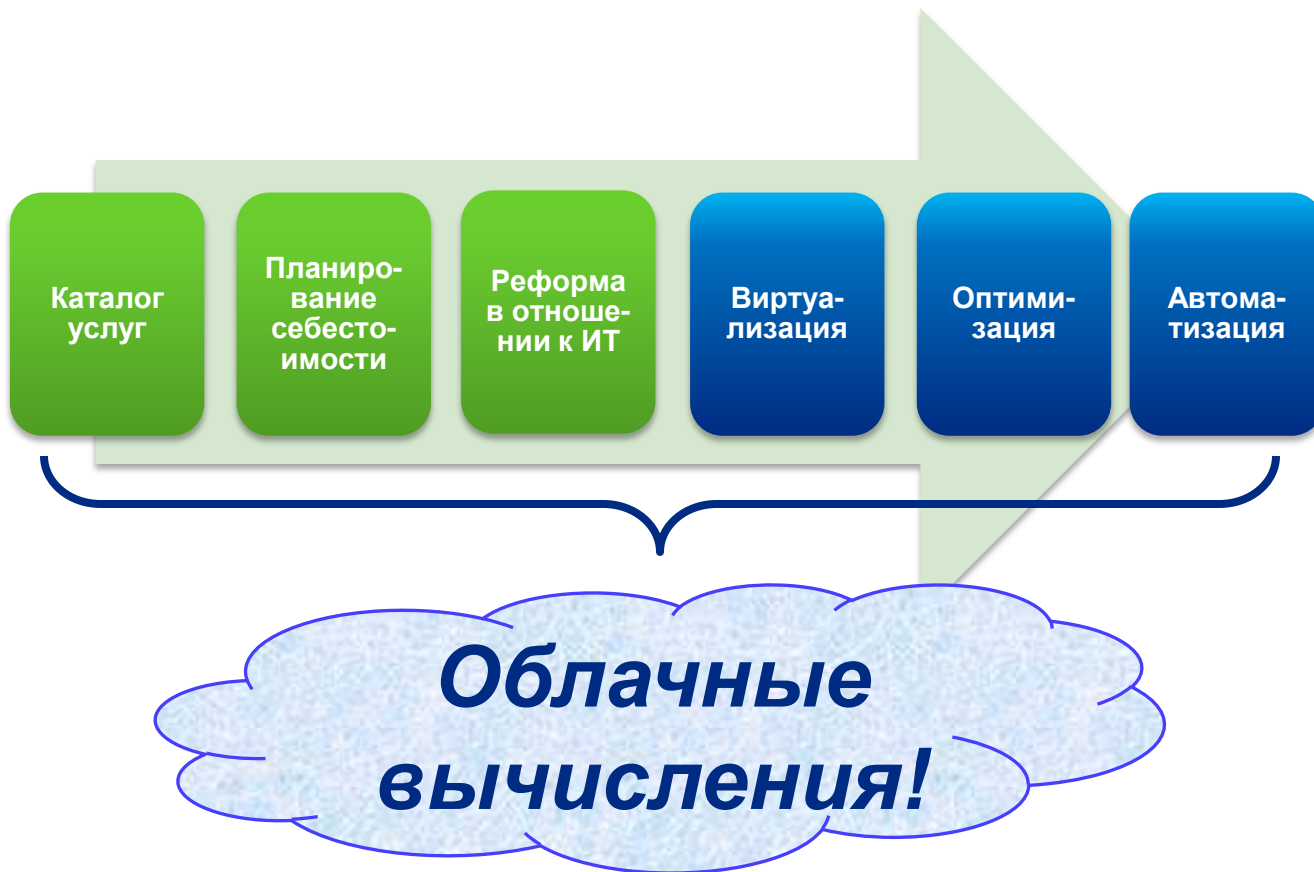 Каталог
услуг
Планиро-
вание
себесто-
имости
Реформа
в отноше-
нии к ИТ
Виртуа-
лизация
Оптими-
зация
Автома-
тизация
Облачные
вычисления!